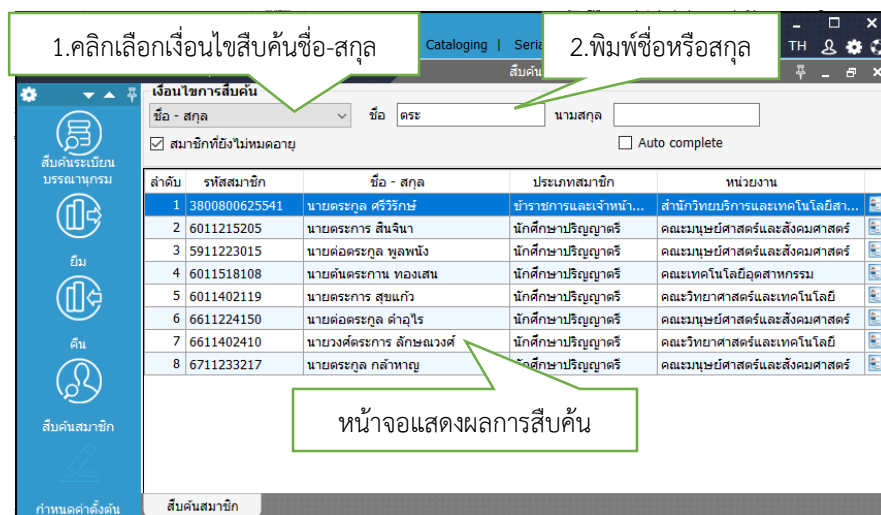 1.คลิกเลือกเงื่อนไขสืบค้นชื่อ-สกุล
2.พิมพ์ชื่อหรือสกุล
Cataloging | Seri
TH
สืบค้น
เงื่อนไขการสืบค้น
ชื่อ - สกุล ชื่อ ตระ นามสกุล
สมาชิกที่ยังไม่หมดอายุ Auto complete
สืบค้นระเบียน
บรรณานุกรม
ยืม
คืน
สืบค้นสมาชิก
กำหนดค่าตั้งต้น
ลำดับ รหัสสมาชิก ชื่อ - สกุล ประเภทสมาชิก หน่วยงาน
1 3800800625541 นายตระกูล ศรีวิรักษ์ ข้าราชการและเจ้าหน้า... สำนักวิทยบริการและเทคโนโลยีสา...
2 6011215205 นายตระการ สินจินา นักศึกษาปริญญาตรี คณะมนุษย์ศาสตร์และสังคมศาสตร์
3 5911223015 นายต่อตระกูล พูลพนัง นักศึกษาปริญญาตรี คณะมนุษย์ศาสตร์และสังคมศาสตร์
4 6011518108 นายต้นตระกาน ทองเสน นักศึกษาปริญญาตรี คณะเทคโนโลยีอุตสาหกรรม
5 6011402119 นายตระการ สุขแก้ว นักศึกษาปริญญาตรี คณะวิทยาศาสตร์และเทคโนโลยี
6 6611224150 นายต่อตระกูล ดำอุไร นักศึกษาปริญญาตรี คณะมนุษย์ศาสตร์และสังคมศาสตร์
7 6611402410 นายวงศ์ตระการ ลักษณวงศ์ นักศึกษาปริญญาตรี คณะวิทยาศาสตร์และเทคโนโลยี
8 6711233217 นายตระกูล กล้าหาญ นักศึกษาปริญญาตรี คณะมนุษย์ศาสตร์และสังคมศาสตร์
หน้าจอแสดงผลการสืบค้น
สืบค้นสมาชิก